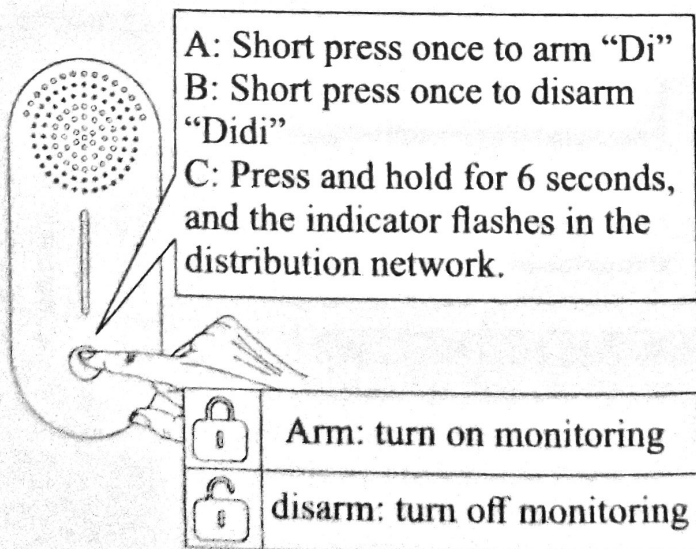 A: Short press once to arm “Di”
B: Short press once to disarm
“Didi”
C: Press and hold for 6 seconds,
and the indicator flashes in the
distribution network.
Arm: turn on monitoring
disarm: turn off monitoring